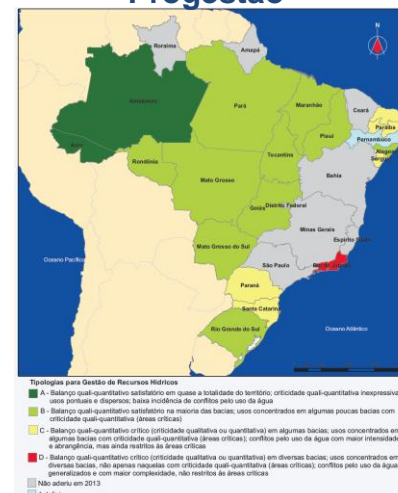 Progestão
N
Roraima
Amapá
Amazonas
Pará
Maranhão
Ceará
Paraíba
Pernambuco
Piauí
Alagoas
Sergipe
Acre
Rondônia
Tocantins
Bahia
Mato Grosso
Goiás
Distrito Federal
Minas Gerais
Mato Grosso do Sul
Espírito Santo
São Paulo
Rio de Janeiro
Oceano Pacífico
Paraná
Santa Catarina
Rio Grande do Sul
Oceano Atlântico
Tipologias para Gestão de Recursos Hídricos
A - Balanço quali-quantitativo satisfatório em quase a totalidade do território; criticidade quali-quantitativa inexpressiva;
usos pontuais e dispersos; baixa incidência de conflitos pelo uso da água
B - Balanço quali-quantitativo satisfatório na maioria das bacias; usos concentrados em algumas poucas bacias com
criticidade quali-quantitativa (áreas críticas)
C - Balanço quali-quantitativo crítico (criticidade qualitativa ou quantitativa) em algumas bacias; usos concentrados em
algumas bacias com criticidade quali-quantitativa (áreas críticas); conflitos pelo uso da água com maior intensidade
e abrangência, mas ainda restritos às áreas críticas
D - Balanço quali-quantitativo crítico (criticidade qualitativa ou quantitativa) em diversas bacias; usos concentrados em
diversas bacias, não apenas naquelas com criticidade quali-quantitativa (áreas críticas); conflitos pelo uso da água
generalizados e com maior complexidade, não restritos às áreas críticas
Não aderiu em 2013